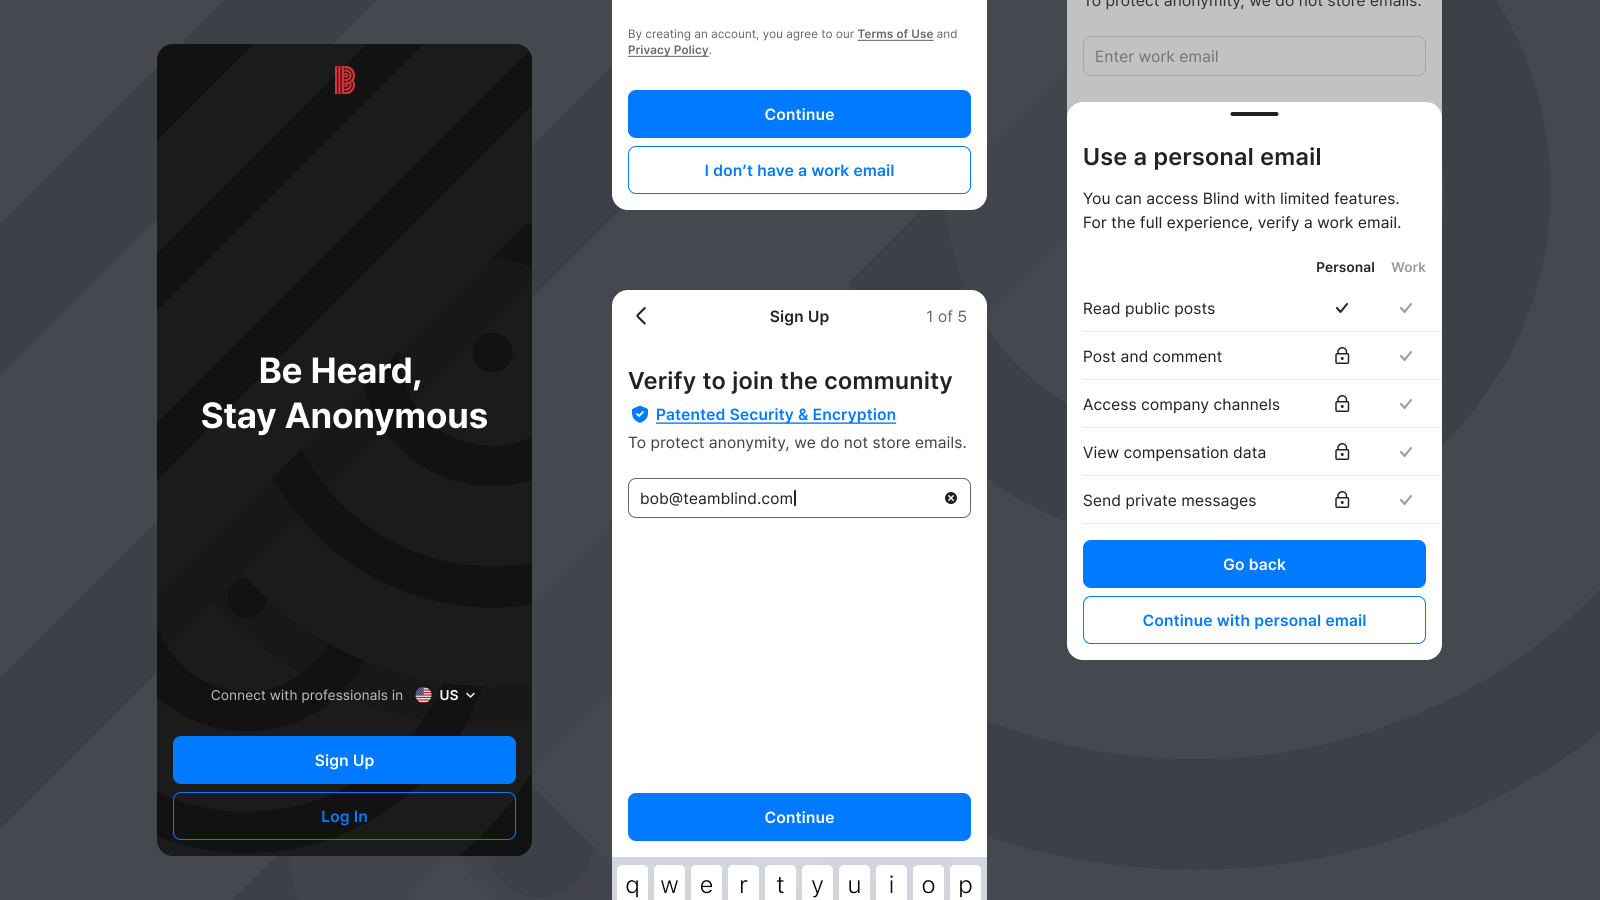 B
Be Heard,
Stay Anonymous
Connect with professionals in US
Sign Up
Log In
By creating an account, you agree to our Terms of Use and
Privacy Policy.
Continue
I don’t have a work email
Sign Up
1 of 5
Verify to join the community
Patented Security & Encryption
To protect anonymity, we do not store emails.
bob@teamblind.com
Continue
q w e r t y u i o p
To protect anonymity, we do not store emails.
Enter work email
Use a personal email
You can access Blind with limited features.
For the full experience, verify a work email.
Personal Work
Read public posts
Post and comment
Access company channels
View compensation data
Send private messages
Go back
Continue with personal email